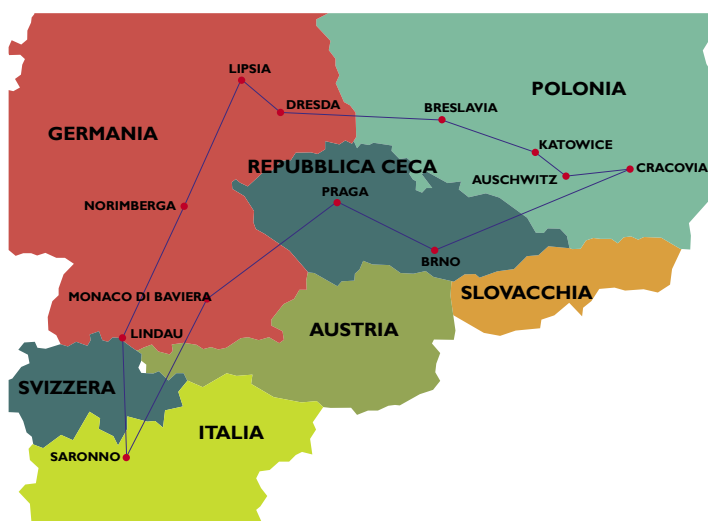 LIPSIA
POLONIA
DRESDA
BRESLAVIA
GERMANIA
KATOWICE
REPUBBLICA CECA
CRACOVIA
AUSCHWITZ
PRAGA
NORIMBERGA
BRNO
SLOVACCHIA
MONACO DI BAVIERA
AUSTRIA
LINDAU
SVIZZERA
ITALIA
SARONNO